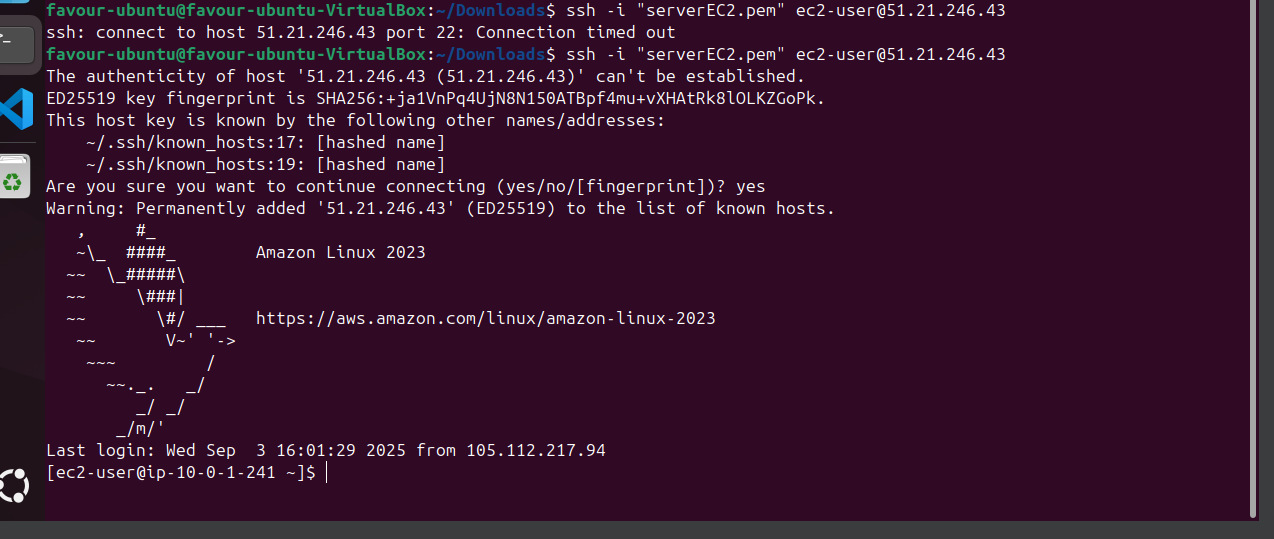 favour-ubuntu@favour-ubuntu-VirtualBox:~/Downloads$ ssh -i "serverEC2.pem" ec2-user@51.21.246.43
ssh: connect to host 51.21.246.43 port 22: Connection timed out
favour-ubuntu@favour-ubuntu-VirtualBox:~/Downloads$ ssh -i "serverEC2.pem" ec2-user@51.21.246.43
The authenticity of host '51.21.246.43 (51.21.246.43)' can't be established.
ED25519 key fingerprint is SHA256:+ja1VnPq4UjN8N150ATBpf4mu+vXHAtRk8lOLKZGoPk.
This host key is known by the following other names/addresses:
    ~/.ssh/known_hosts:17: [hashed name]
    ~/.ssh/known_hosts:19: [hashed name]
Are you sure you want to continue connecting (yes/no/[fingerprint])? yes
Warning: Permanently added '51.21.246.43' (ED25519) to the list of known hosts.
   ,     #_
   ~\_  ####_        Amazon Linux 2023
  ~~  \_#####\
  ~~     \###|
  ~~       \#/ ___   https://aws.amazon.com/linux/amazon-linux-2023
   ~~       V~' '->
    ~~~         /
      ~~._.   _/
         _/ _/
       _/m/'
Last login: Wed Sep  3 16:01:29 2025 from 105.112.217.94
[ec2-user@ip-10-0-1-241 ~]$